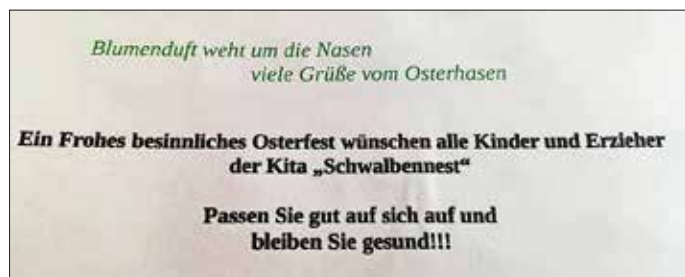 Blumenduft weht um die Nasen
viele Grüße vom Osterhasen
Ein Frohes besinnliches Osterfest wünschen alle Kinder und Erzieher
der Kita „Schwalbennest“
Passen Sie gut auf sich auf und
bleiben Sie gesund!!!